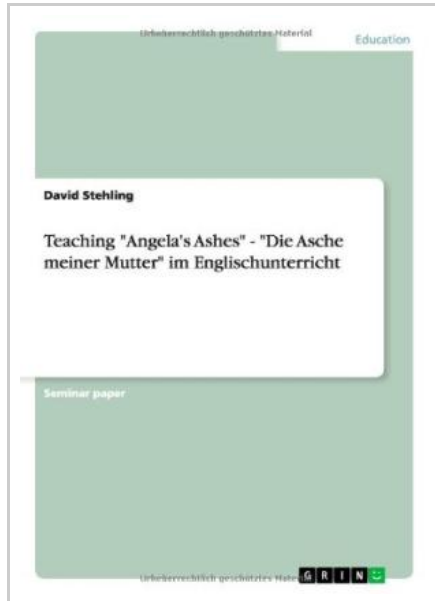 Urheberrechtlich geschütztes Material
Education
David Stehling
Teaching "Angela's Ashes" - "Die Asche
meiner Mutter" im Englischunterricht
Seminar paper
Urheberrechtlich geschütztes Mate
GRIN